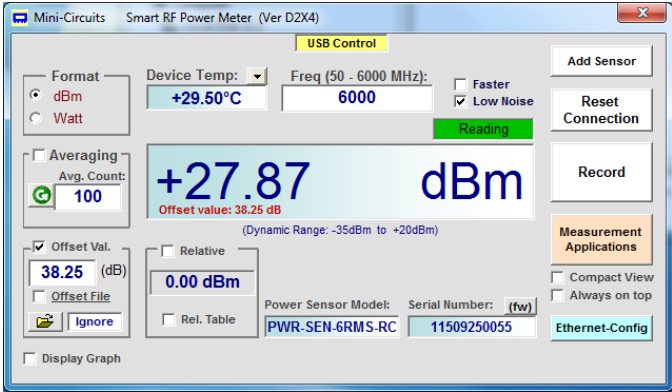 Mini-Circuits Smart RF Power Meter (Ver D2X4)
USB Control
Format
dBm
Watt
Device Temp:
+29.50°C
Freq (50 - 6000 MHz):
6000
Faster
Low Noise
Reading
Add Sensor
Reset
Connection
Averaging
Avg. Count:
100
+27.87 dBm
Offset value: 38.25 dB
(Dynamic Range: -35dBm to +20dBm)
Record
Offset Val.
38.25 (dB)
Offset File
Ignore
Relative
0.00 dBm
Rel. Table
Measurement
Applications
Compact View
Always on top
Power Sensor Model:
PWR-SEN-6RMS-RC
Serial Number: (fw)
11509250055
Ethernet-Config
Display Graph